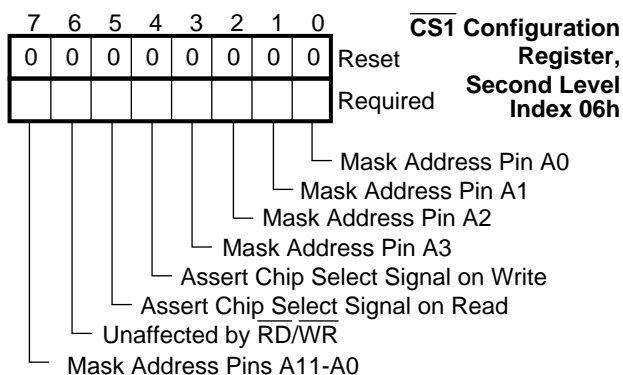 7 6 5 4 3 2 1 0
CS1 Configuration
Register,
Second Level
Index 06h
0 0 0 0 0 0 0 0 Reset
Required
Mask Address Pin A0
Mask Address Pin A1
Mask Address Pin A2
Mask Address Pin A3
Assert Chip Select Signal on Write
Assert Chip Select Signal on Read
Unaffected by RD/WR
Mask Address Pins A11-A0